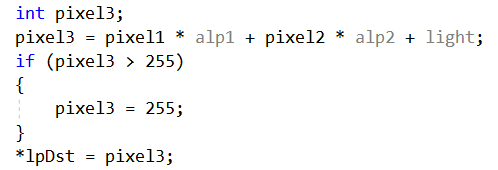 int pixel3;
pixel3 = pixel1 * alp1 + pixel2 * alp2 + light;
if (pixel3 > 255)
{
    pixel3 = 255;
}
*lpDst = pixel3;